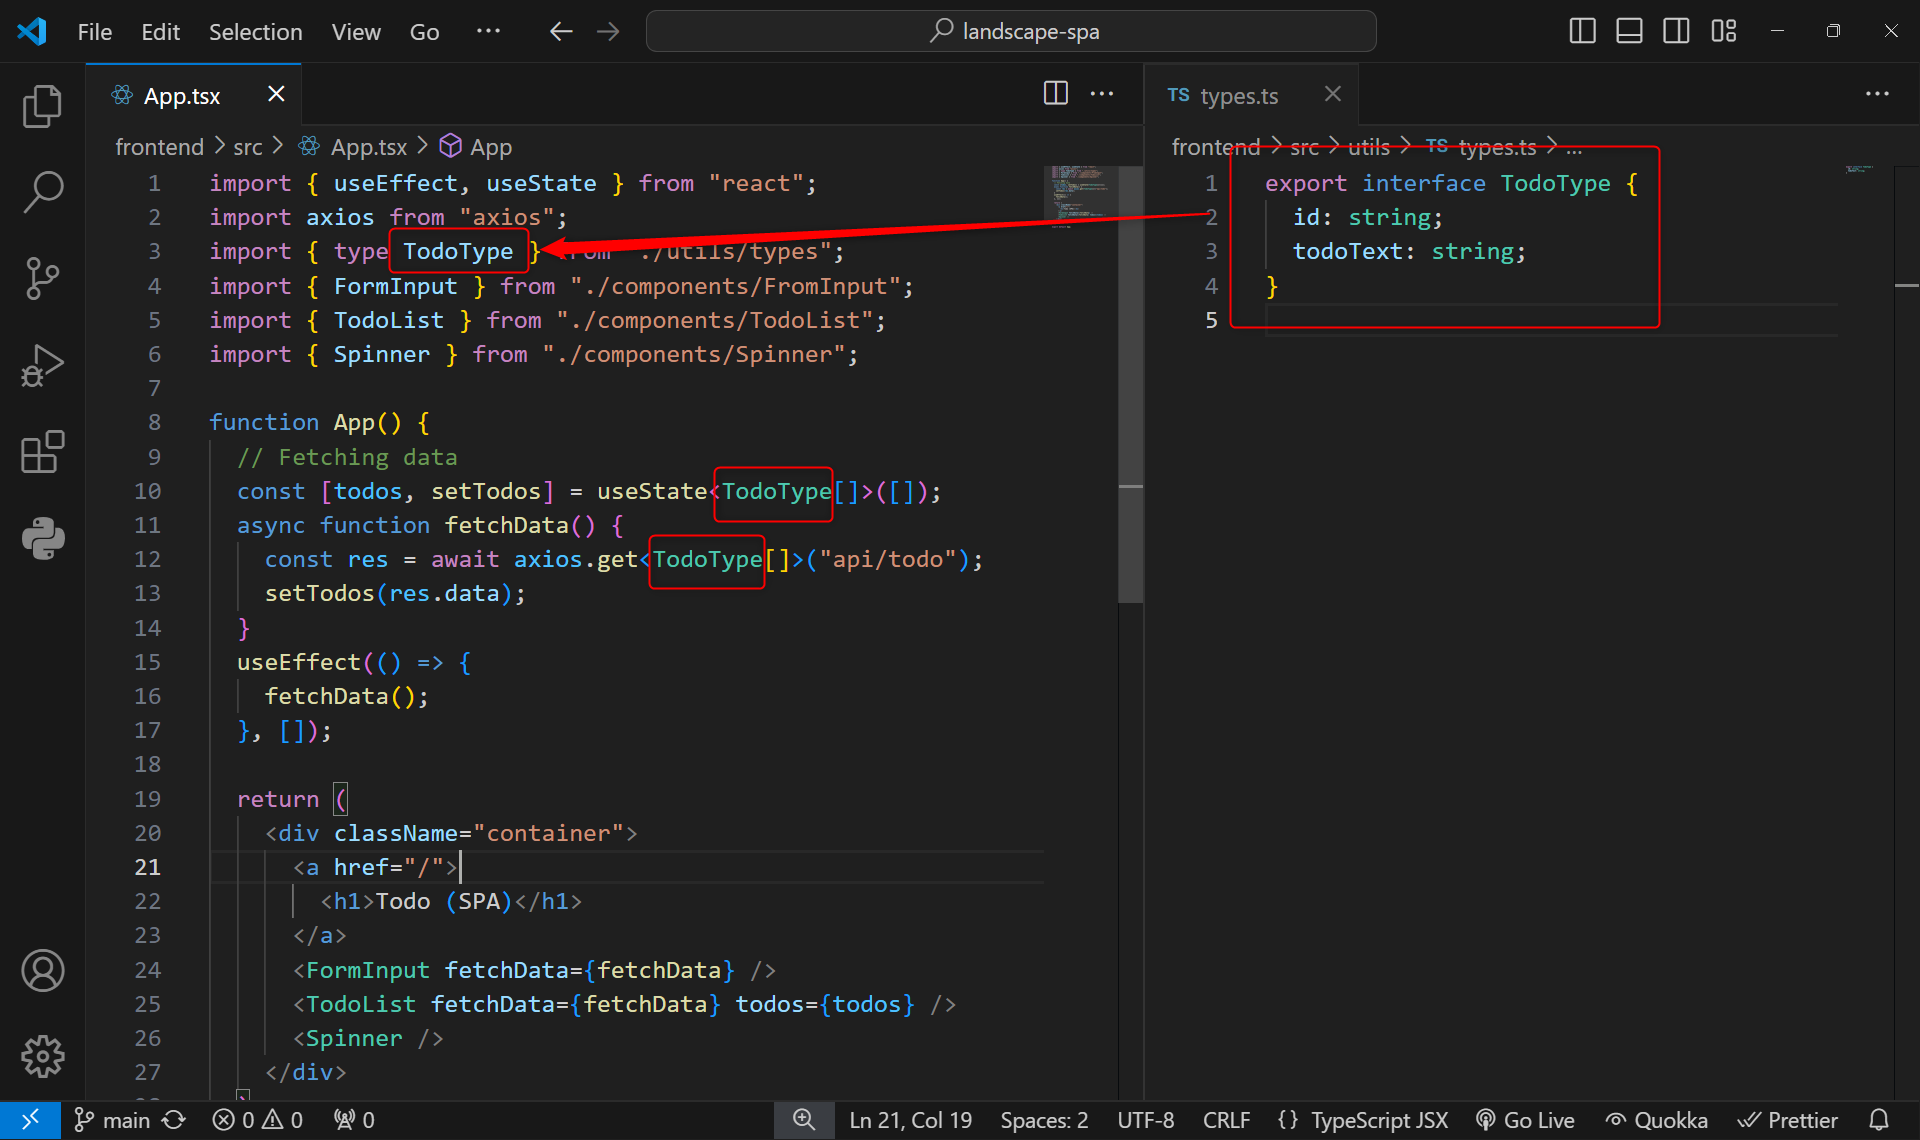 File Edit Selection View Go ··· landscape-spa
App.tsx
frontend > src > App.tsx > App
1 import { useEffect, useState } from "react";
2 import axios from "axios";
3 import { type TodoType } from "./utils/types";
4 import { FormInput } from "./components/FromInput";
5 import { TodoList } from "./components/TodoList";
6 import { Spinner } from "./components/Spinner";
7
8 function App() {
9 // Fetching data
10 const [todos, setTodos] = useState<TodoType[]>([]);
11 async function fetchData() {
12 const res = await axios.get<TodoType[]>("api/todo");
13 setTodos(res.data);
14 }
15 useEffect(() => {
16 fetchData();
17 }, []);
18
19 return (
20 <div className="container">
21 <a href="/">
22 <h1>Todo (SPA)</h1>
23 </a>
24 <FormInput fetchData={fetchData} />
25 <TodoList fetchData={fetchData} todos={todos} />
26 <Spinner />
27 </div>
TS types.ts
frontend > src > utils > TS types.ts > ...
1 export interface TodoType {
2 id: string;
3 todoText: string;
4 }
5
main 0 0 0 Ln 21, Col 19 Spaces: 2 UTF-8 CRLF {} TypeScript JSX Go Live Quokka Prettier